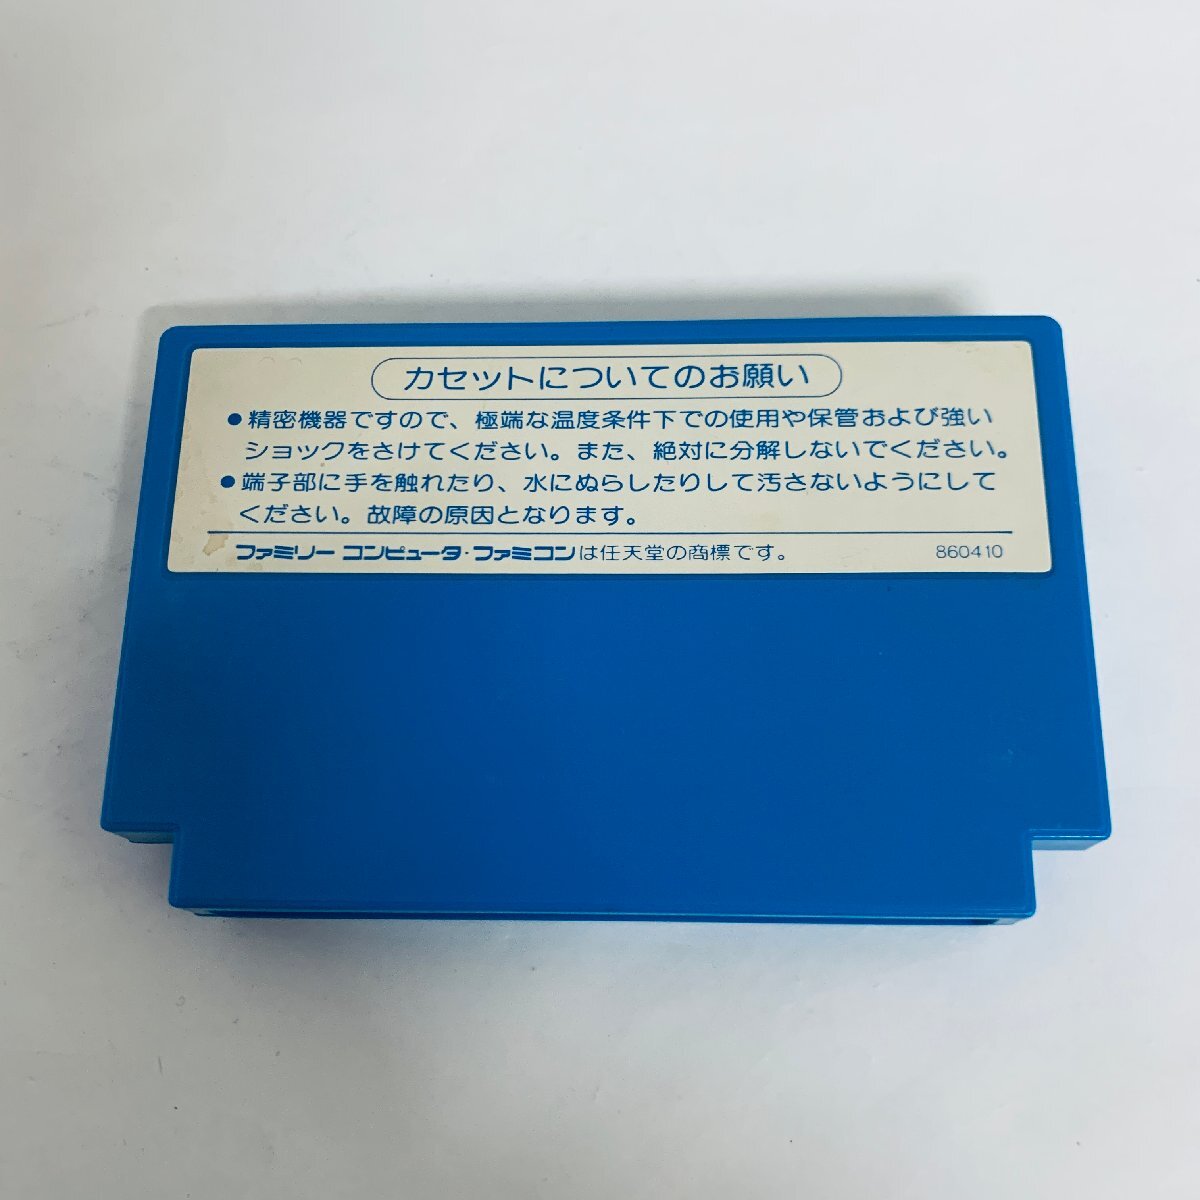 カセットについてのお願い
●精密機器ですので、極端な温度条件下での使用や保管および強い
ショックをさけてください。また、絶対に分解しないでください。
●端子部に手を触れたり、水にぬらしたりして汚さないようにして
ください。故障の原因となります。
ファミリー コンピュータ・ファミコンは任天堂の商標です。 860410